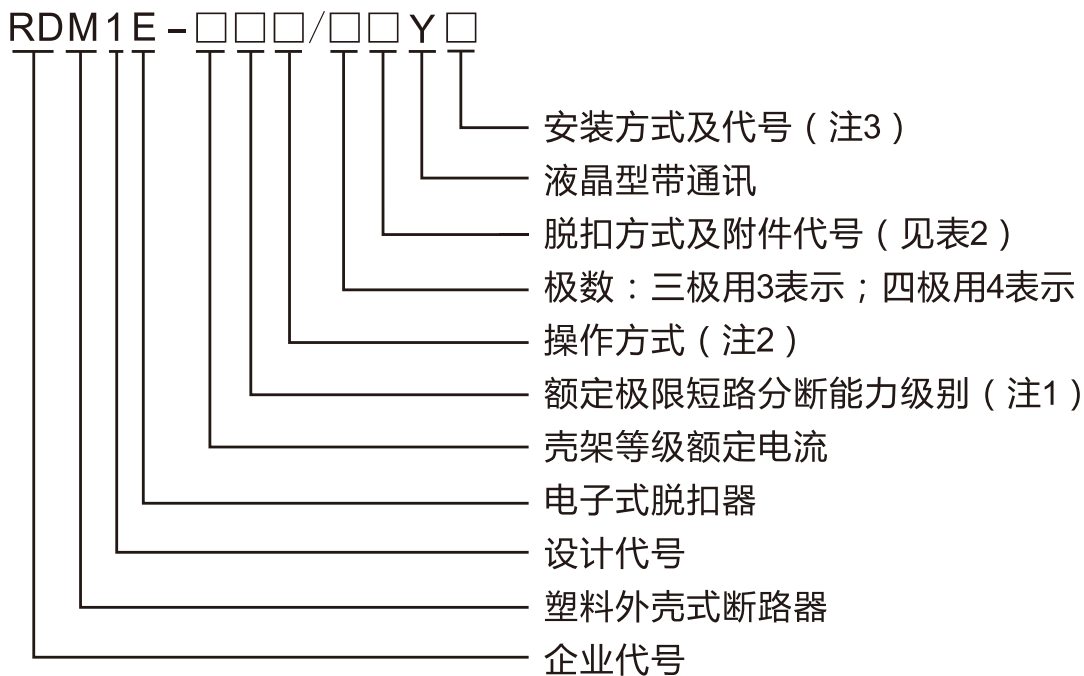 RDM1E-□□□/□□Y□
安装方式及代号（注3）
液晶型带通讯
脱扣方式及附件代号（见表2）
极数：三极用3表示；四极用4表示
操作方式（注2）
额定极限短路分断能力级别（注1）
壳架等级额定电流
电子式脱扣器
设计代号
塑料外壳式断路器
企业代号